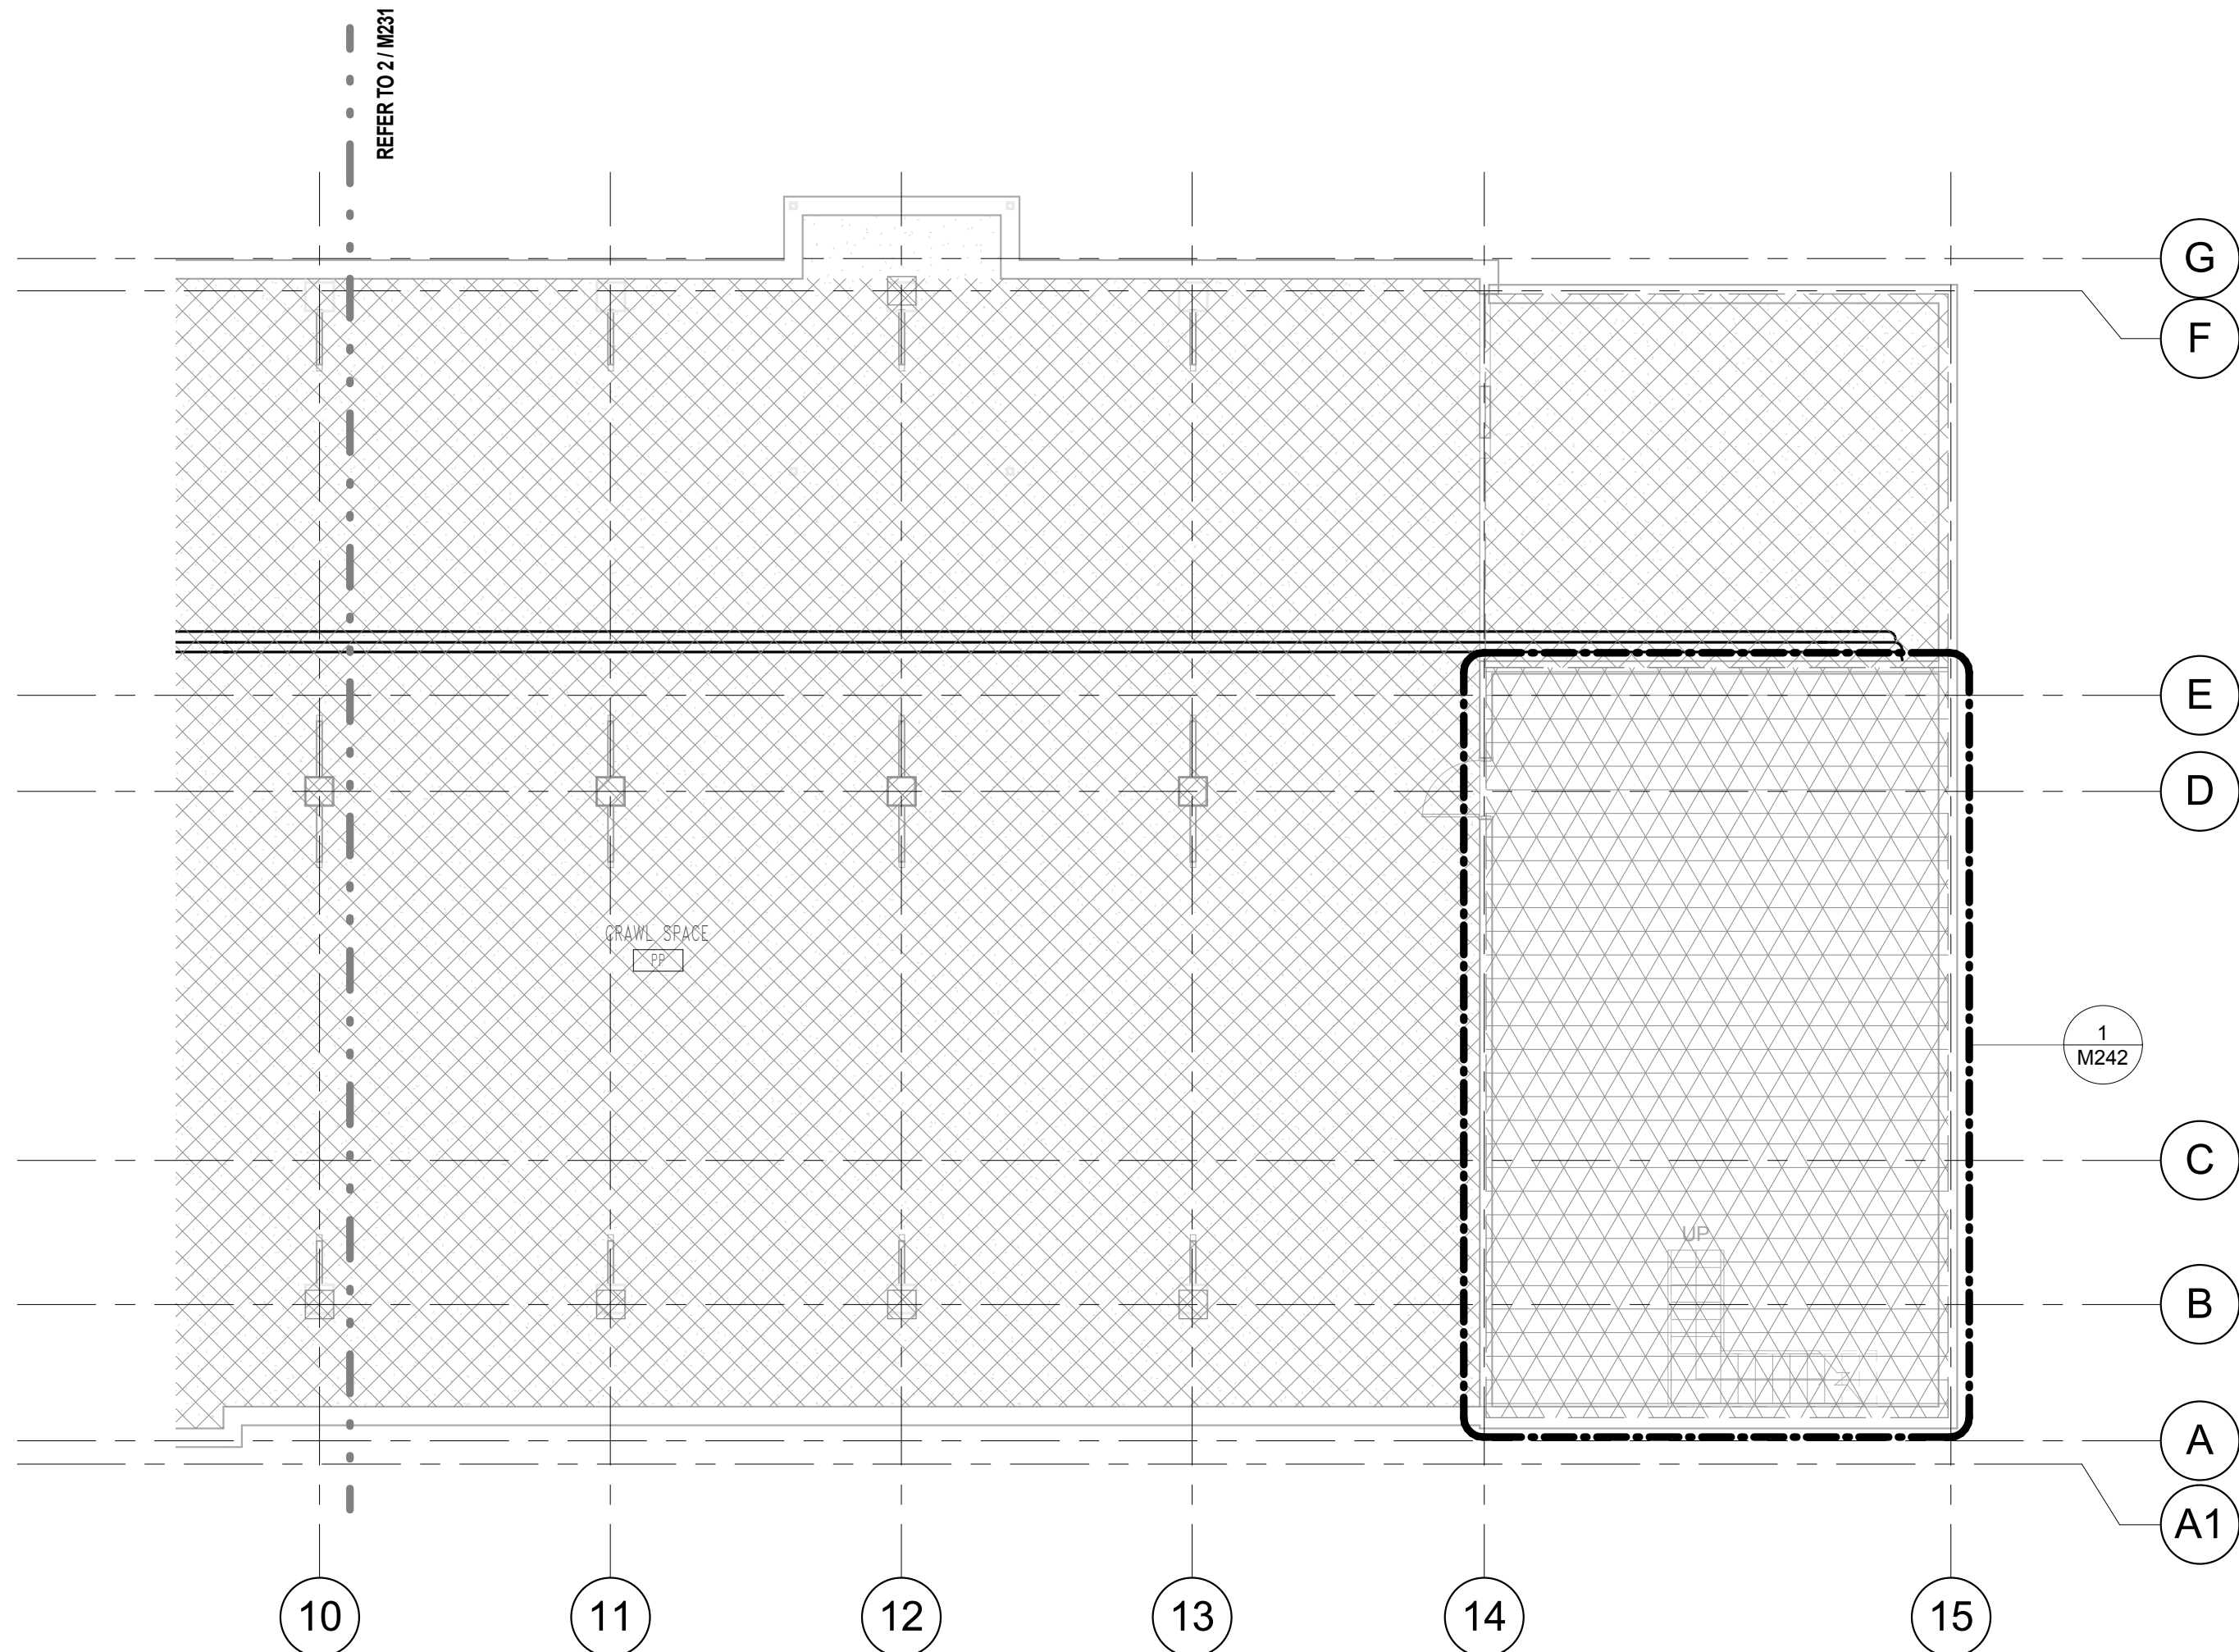 REFER TO 2 / M231
G
F
E
D
CRAWL SPACE
PP
1
M242
C
UP
B
A
A1
10
11
12
13
14
15